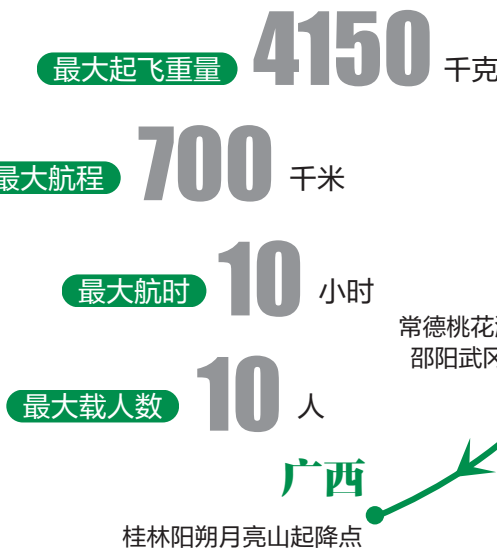 最大起飞重量 4150 千克
最大航程 700 千米
最大航时 10 小时
常德桃花
邵阳武冈
最大载人数 10 人
广西
桂林阳朔月亮山起降点